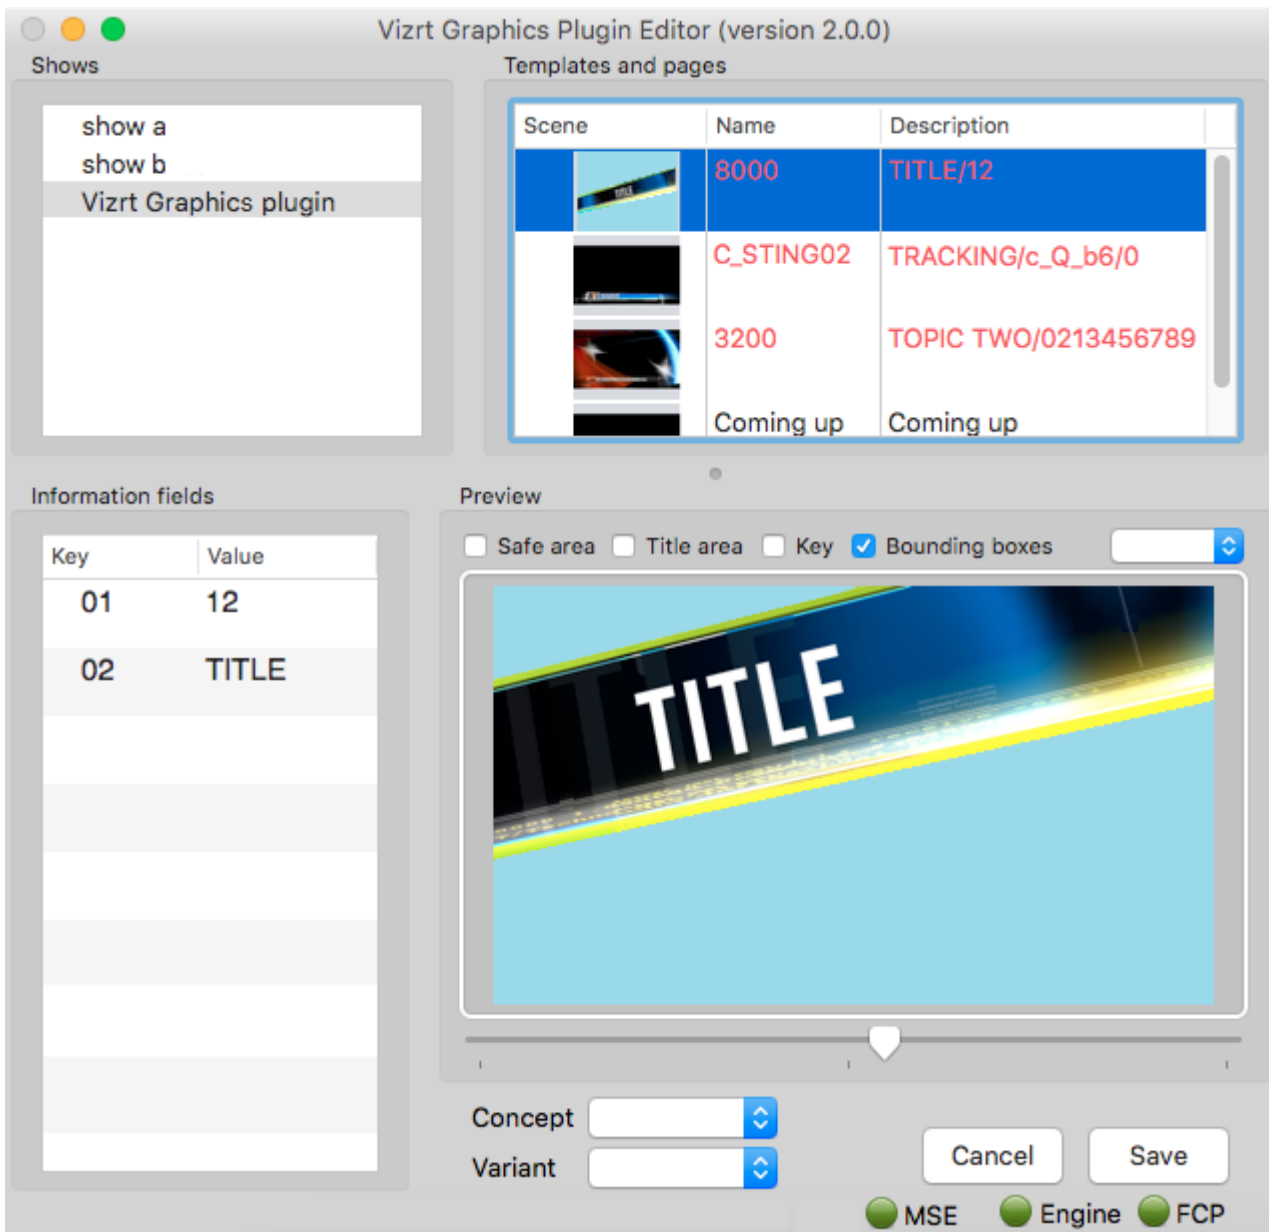 Vizrt Graphics Plugin Editor (version 2.0.0)
Shows
Templates and pages
show a
show b
Vizrt Graphics plugin
Scene Name Description
TITLE 8000 TITLE/12
C_STING02 TRACKING/c_Q_b6/0
3200 TOPIC TWO/0213456789
Coming up Coming up
Information fields
Key Value
01 12
02 TITLE
Preview
Safe area Title area Key Bounding boxes
TITLE
Concept
Variant
Cancel Save
MSE Engine FCP